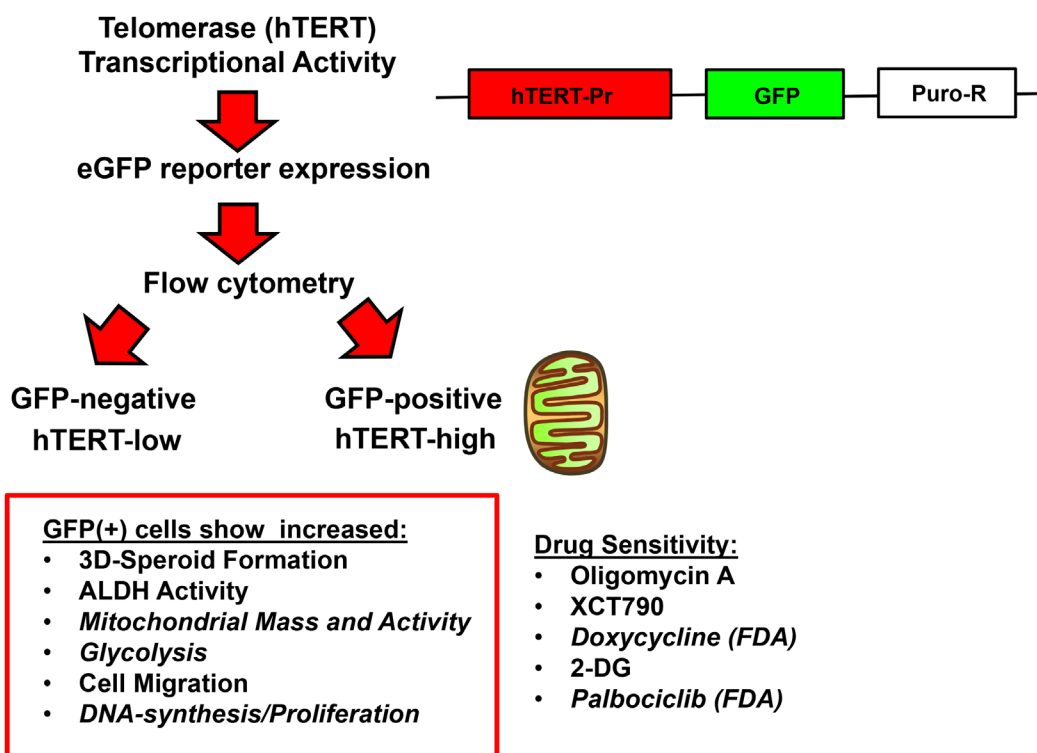 Telomerase (hTERT)
Transcriptional Activity
hTERT-Pr
GFP
Puro-R
eGFP reporter expression
Flow cytometry
GFP-negative
hTERT-low
GFP-positive
hTERT-high
GFP(+) cells show increased:
• 3D-Speroid Formation
• ALDH Activity
• Mitochondrial Mass and Activity
• Glycolysis
• Cell Migration
• DNA-synthesis/Proliferation
Drug Sensitivity:
• Oligomycin A
• XCT790
• Doxycycline (FDA)
• 2-DG
• Palbociclib (FDA)